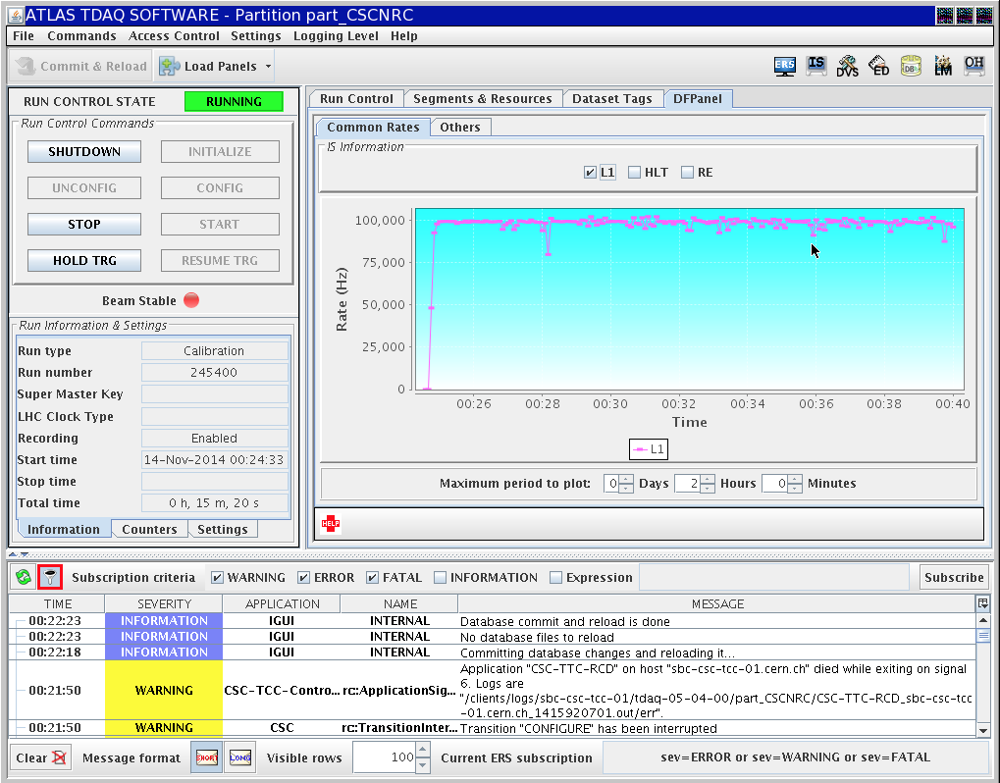 ATLAS TDAQ SOFTWARE - Partition part_CSCNRC
File Commands Access Control Settings Logging Level Help
Commit & Reload Load Panels
ERS IS DVS ED DB LM OH
RUN CONTROL STATE RUNNING
Run Control Commands
SHUTDOWN INITIALIZE
UNCONFIG CONFIG
STOP START
HOLD TRG RESUME TRG
Beam Stable
Run Information & Settings
Run type Calibration
Run number 245400
Super Master Key
LHC Clock Type
Recording Enabled
Start time 14-Nov-2014 00:24:33
Stop time
Total time 0 h, 15 m, 20 s
Information Counters Settings
Run Control Segments & Resources Dataset Tags DFPanel
Common Rates Others
IS Information
L1 HLT RE
100,000
75,000
50,000
25,000
0
Rate (Hz)
00:26 00:28 00:30 00:32 00:34 00:36 00:38 00:40
Time
L1
Maximum period to plot: 0 Days 2 Hours 0 Minutes
HELP
Subscription criteria WARNING ERROR FATAL INFORMATION Expression Subscribe
TIME SEVERITY APPLICATION NAME MESSAGE
00:22:23 INFORMATION IGUI INTERNAL Database commit and reload is done
00:22:23 INFORMATION IGUI INTERNAL No database files to reload
00:22:18 INFORMATION IGUI INTERNAL Committing database changes and reloading it...
00:21:50 WARNING CSC-TCC-Contro... rc::ApplicationSig... Application "CSC-TTC-RCD" on host "sbc-csc-tcc-01.cern.ch" died while exiting on signal
6. Logs are
"/clients/logs/sbc-csc-tcc-01/tdaq-05-04-00/part_CSCNRC/CSC-TTC-RCD_sbc-csc-tcc
-01.cern.ch_1415920701.out/err".
00:21:50 WARNING CSC rc::TransitionInter... Transition "CONFIGURE" has been interrupted
Clear Message format SHORT LONG Visible rows 100 Current ERS subscription sev=ERROR or sev=WARNING or sev=FATAL